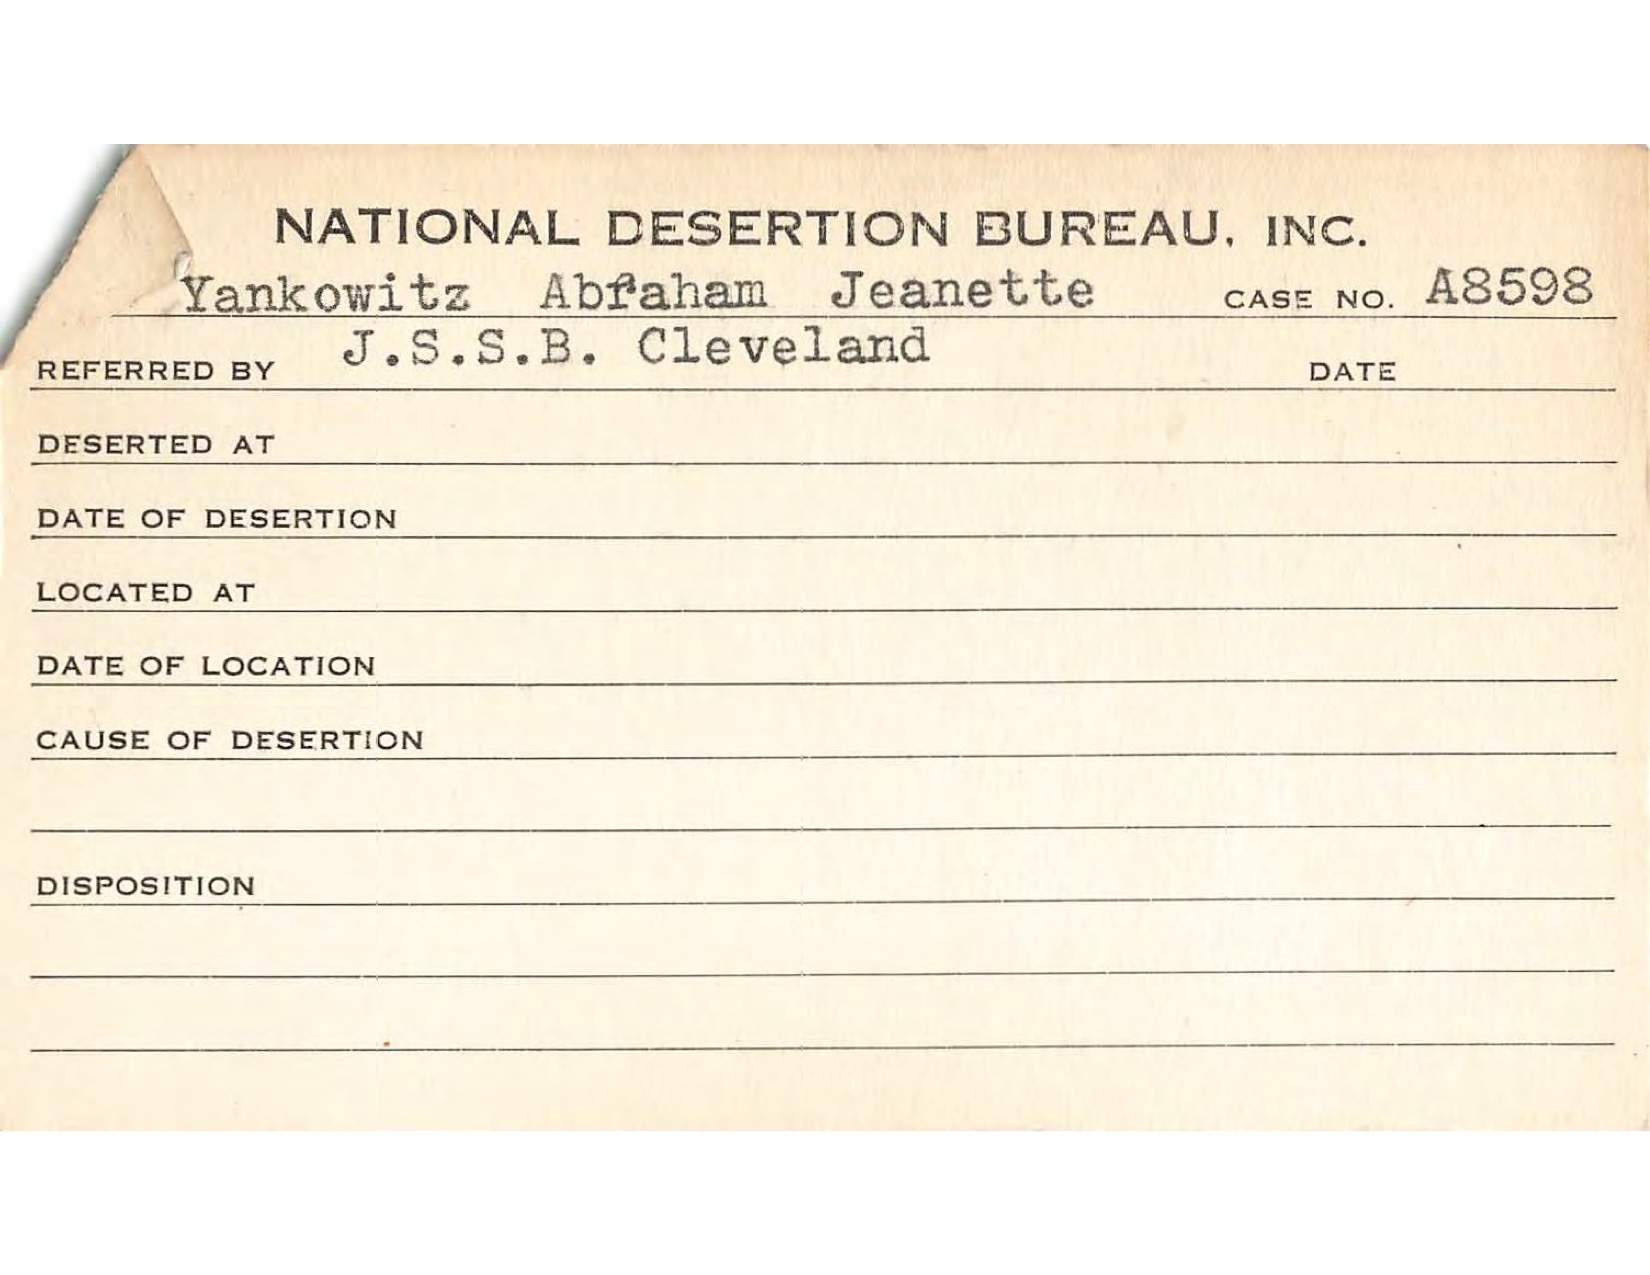 NATIONAL DESERTION BUREAU, INC.
Yankowitz Abraham Jeanette CASE NO. A8598
REFERRED BY J.S.S.B. Cleveland DATE
DESERTED AT
DATE OF DESERTION
LOCATED AT
DATE OF LOCATION
CAUSE OF DESERTION
DISPOSITION